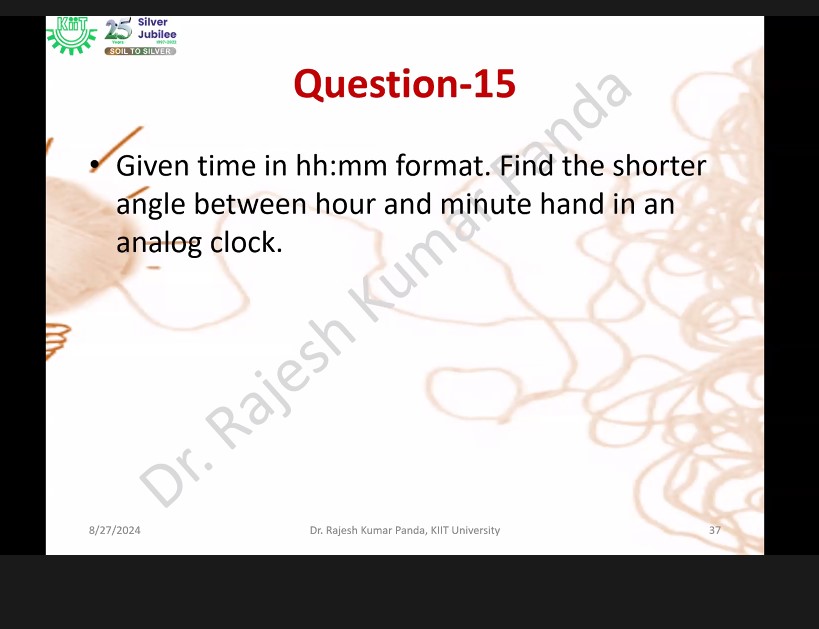 KiiT
25 Silver
Jubilee
Years 1997-2022
SOIL TO SILVER
Question-15
• Given time in hh:mm format. Find the shorter
angle between hour and minute hand in an
analog clock.
Dr. Rajesh Kumar Panda
8/27/2024 Dr. Rajesh Kumar Panda, KIIT University 37